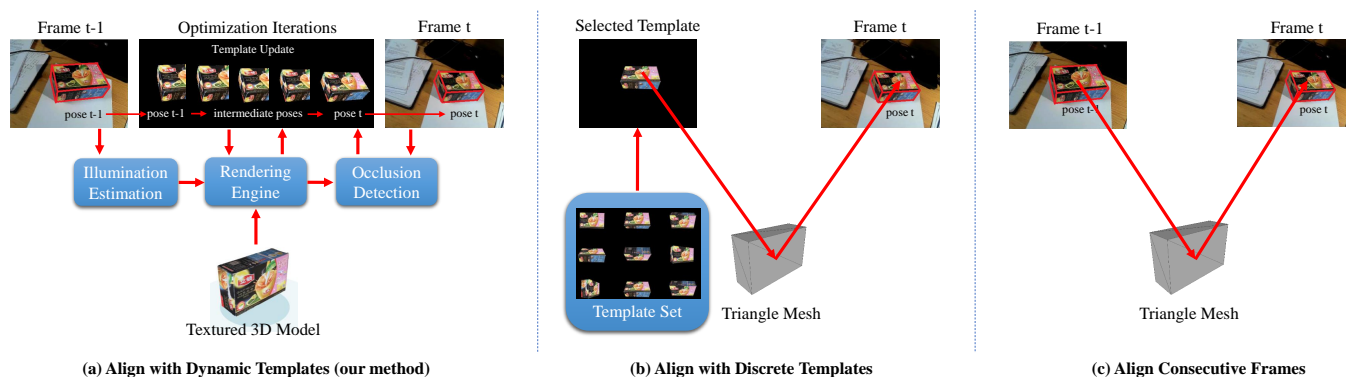 Frame t-1
Optimization Iterations
Frame t
Template Update
pose t-1
pose t-1
intermediate poses
pose t
pose t
Illumination
Estimation
Rendering
Engine
Occlusion
Detection
Textured 3D Model
(a) Align with Dynamic Templates (our method)
Selected Template
Frame t
pose t
Template Set
Triangle Mesh
(b) Align with Discrete Templates
Frame t-1
Frame t
pose t-1
pose t
Triangle Mesh
(c) Align Consecutive Frames